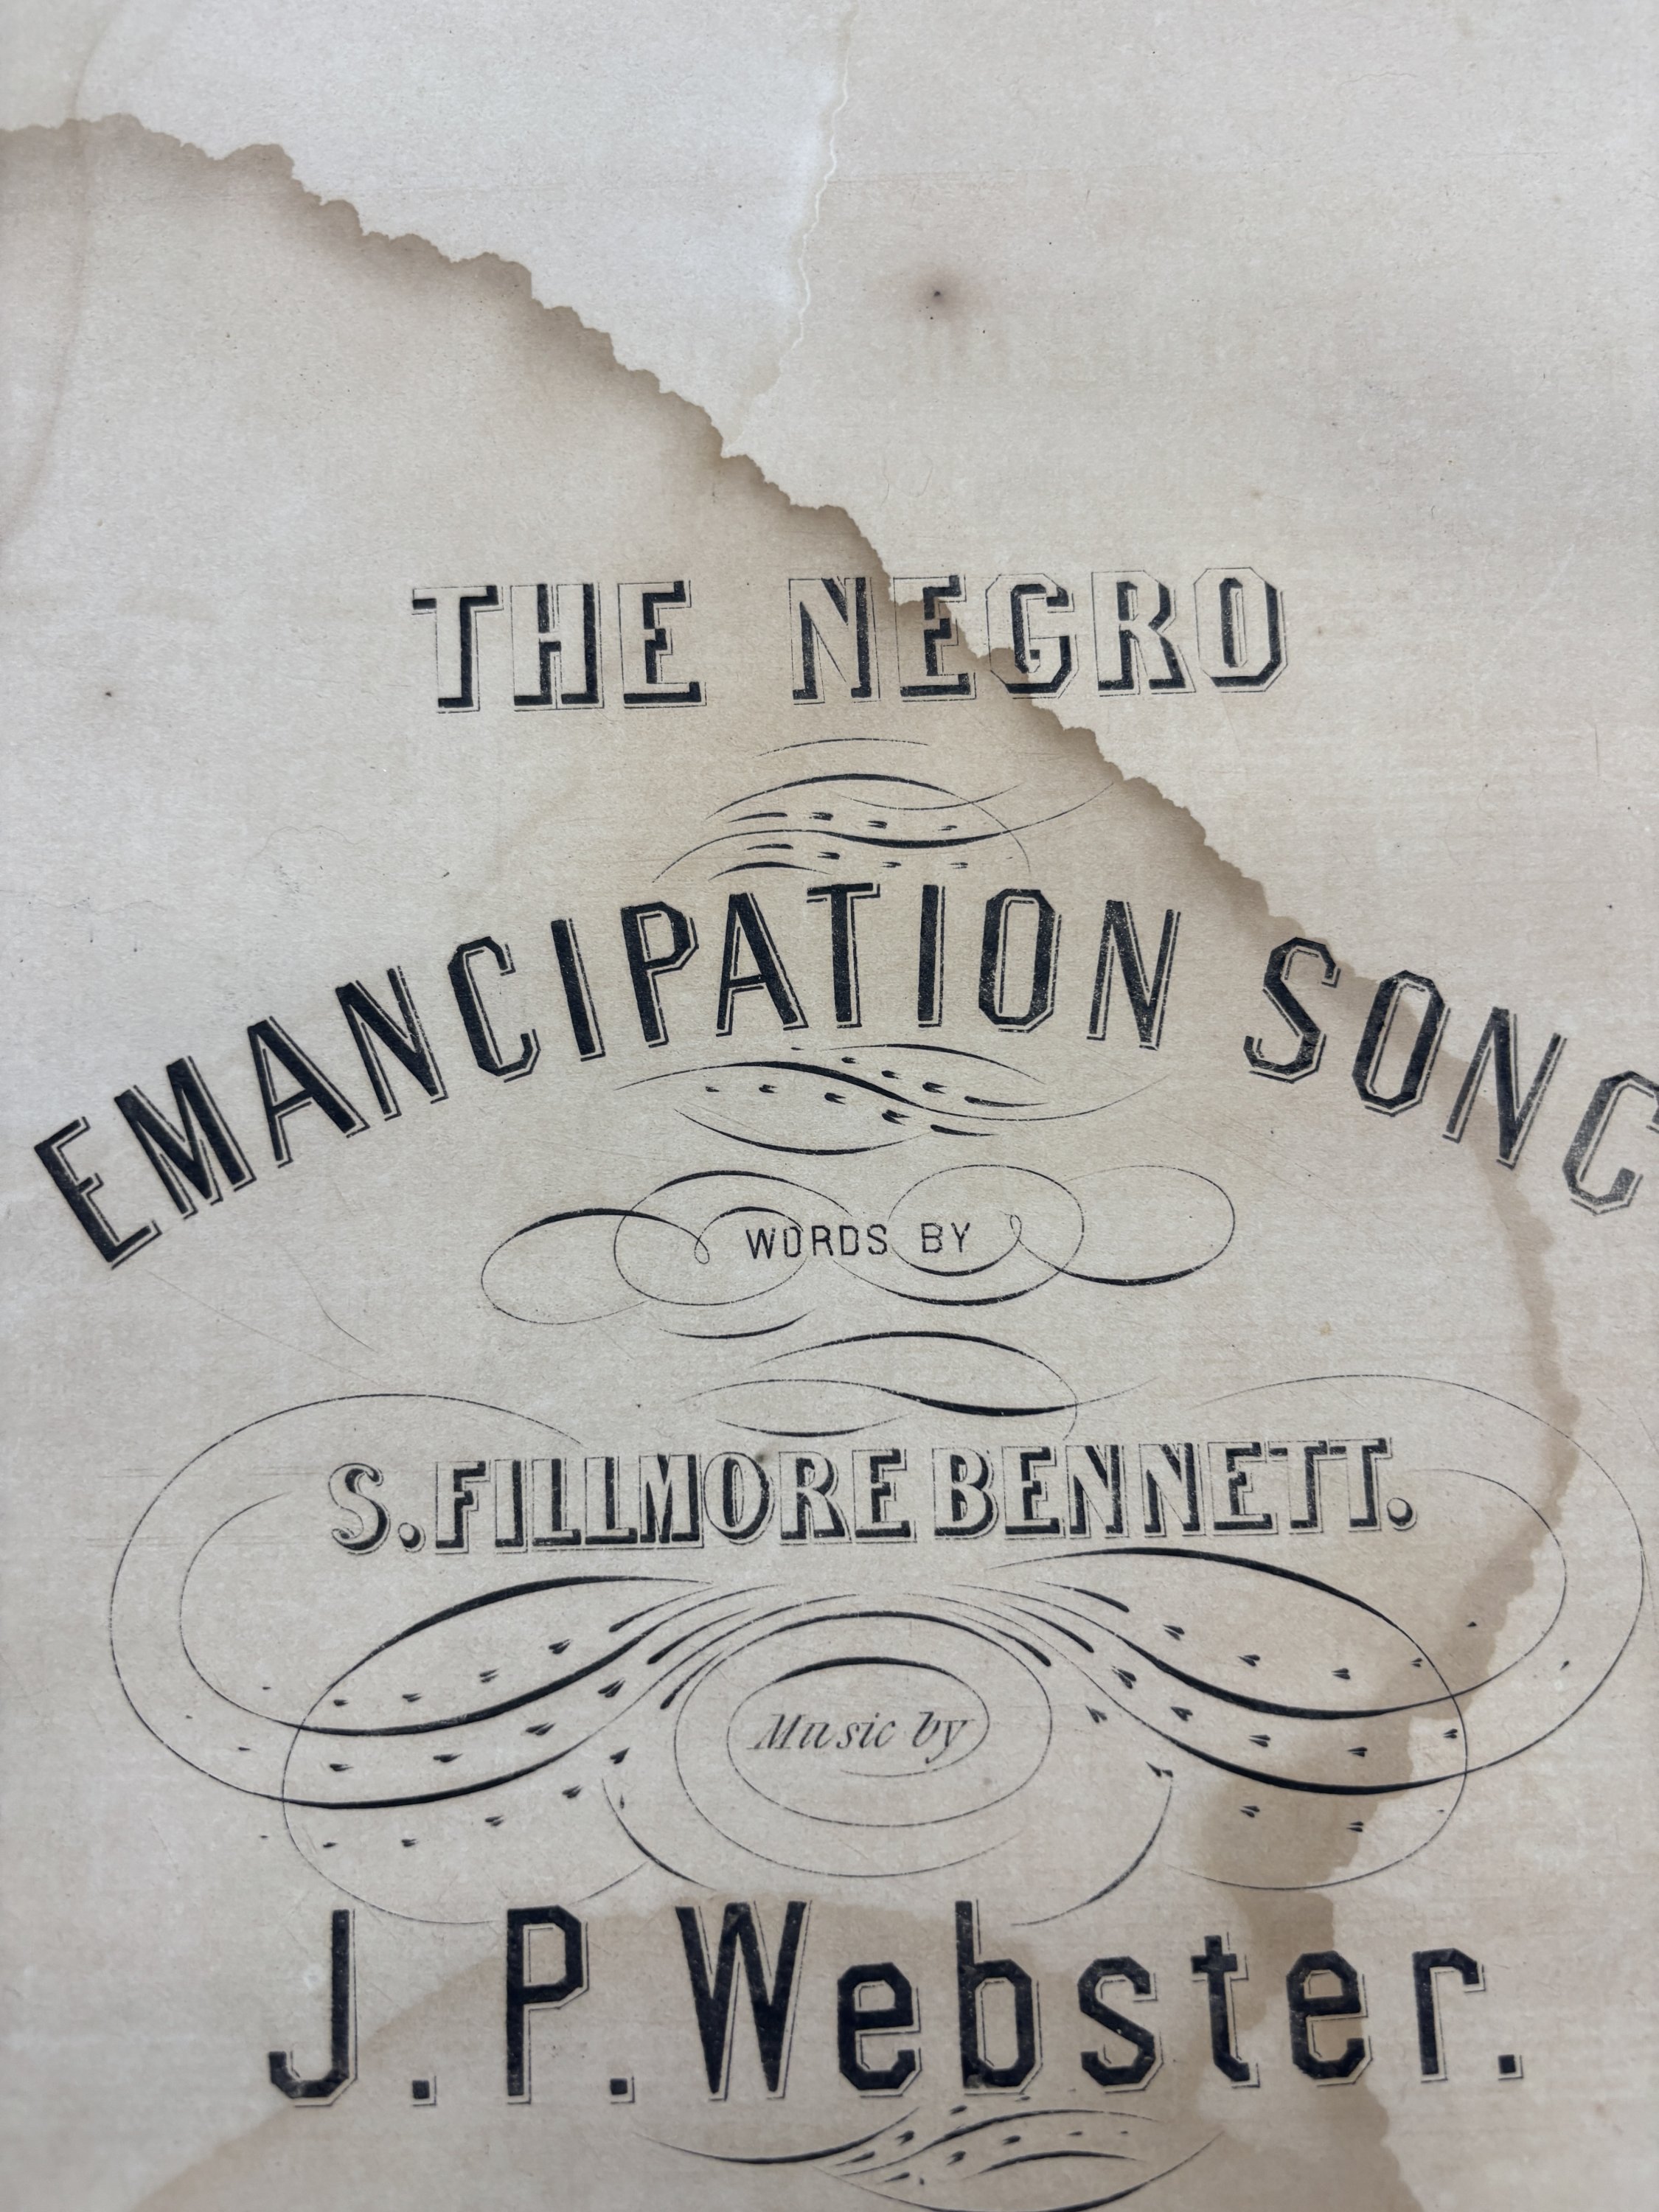 THE NEGRO
EMANCIPATION SONG
WORDS BY
S. FILLMORE BENNETT.
Music by
J. P. Webster.